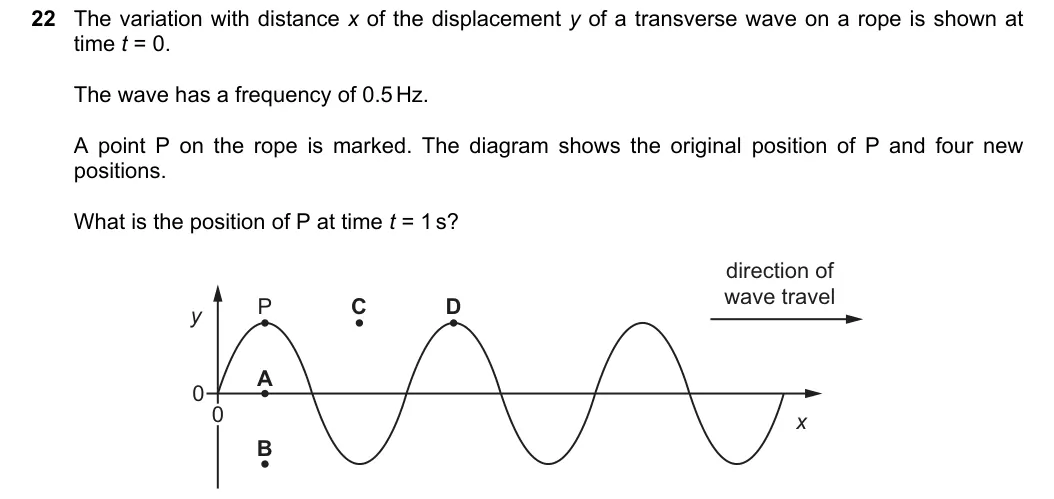 22 The variation with distance x of the displacement y of a transverse wave on a rope is shown at
time t = 0.
The wave has a frequency of 0.5 Hz.
A point P on the rope is marked. The diagram shows the original position of P and four new
positions.
What is the position of P at time t = 1 s?
direction of
wave travel
P
C
D
y
A
0
0
x
B